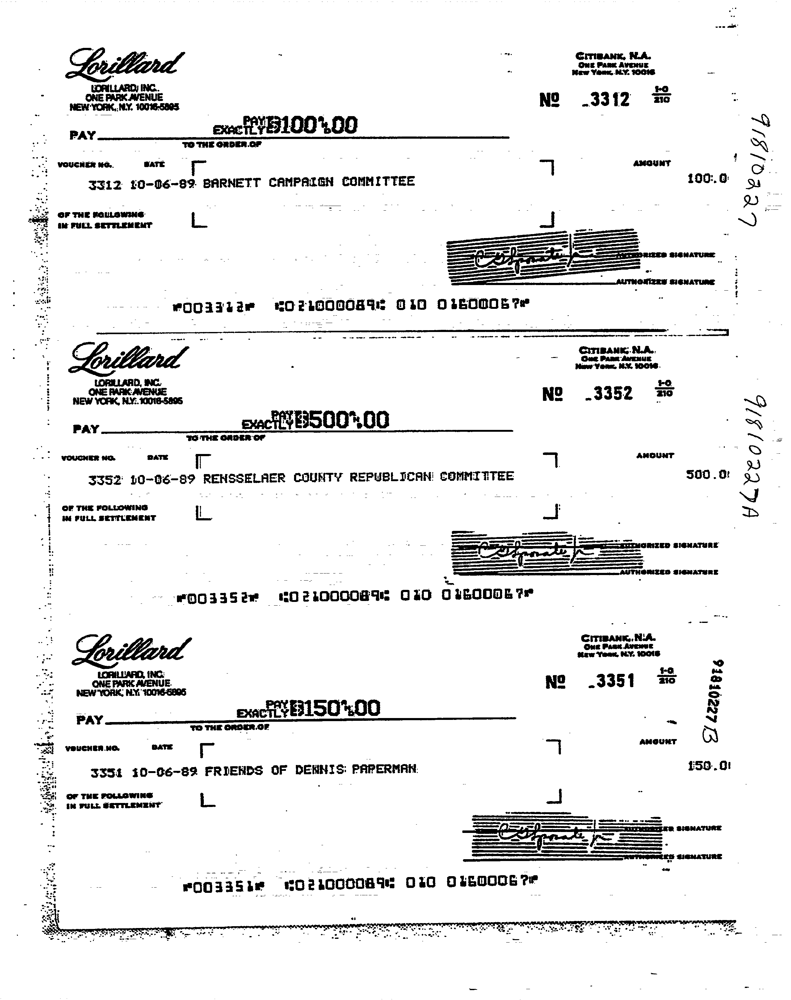 Lorillard
LORILLARD, INC.
ONE PARK AVENUE
NEW YORK, N.Y. 10016-5895
CITIBANK, N.A.
ONE PARK AVENUE
NEW YORK, N.Y. 10016
Nº 3312 1-0/210
91810227
PAY PAY EXACTLY $100.00
TO THE ORDER OF
VOUCHER NO. DATE AMOUNT
3312 10-06-89 BARNETT CAMPAIGN COMMITTEE 100.0
OF THE FOLLOWING
IN FULL SETTLEMENT
AUTHORIZED SIGNATURE
AUTHORIZED SIGNATURE
⑈003312⑈ ⑆021000089⑆ 010 01600067⑈
Lorillard
LORILLARD, INC.
ONE PARK AVENUE
NEW YORK, N.Y. 10016-5895
CITIBANK, N.A.
ONE PARK AVENUE
NEW YORK, N.Y. 10016
Nº 3352 1-0/210
91810227A
PAY PAY EXACTLY $500.00
TO THE ORDER OF
VOUCHER NO. DATE AMOUNT
3352 10-06-89 RENSSELAER COUNTY REPUBLICAN COMMITTEE 500.0
OF THE FOLLOWING
IN FULL SETTLEMENT
AUTHORIZED SIGNATURE
AUTHORIZED SIGNATURE
⑈003352⑈ ⑆021000089⑆ 010 01600067⑈
Lorillard
LORILLARD, INC.
ONE PARK AVENUE
NEW YORK, N.Y. 10016-5895
CITIBANK, N.A.
ONE PARK AVENUE
NEW YORK, N.Y. 10016
Nº 3351 1-0/210
91810227B
PAY PAY EXACTLY $150.00
TO THE ORDER OF
VOUCHER NO. DATE AMOUNT
3351 10-06-89 FRIENDS OF DENNIS PAPERMAN 150.0
OF THE FOLLOWING
IN FULL SETTLEMENT
AUTHORIZED SIGNATURE
AUTHORIZED SIGNATURE
⑈003351⑈ ⑆021000089⑆ 010 01600067⑈